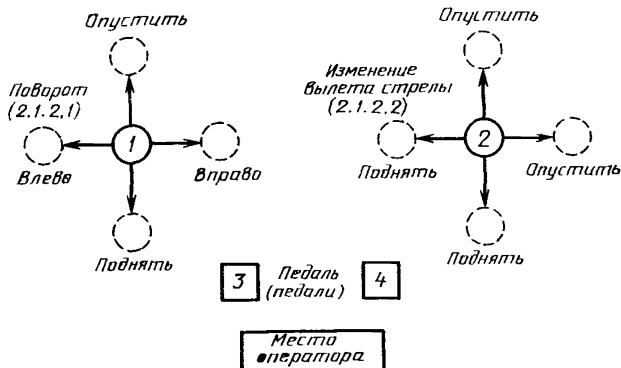 Опустить
Опустить
Поворот
(2.1.2,1)
Изменение
вылета стрелы
(2.1.2,2)
1
2
Влево
Вправо
Поднять
Опустить
Поднять
Поднять
3
Педаль
(педали)
4
Место
оператора